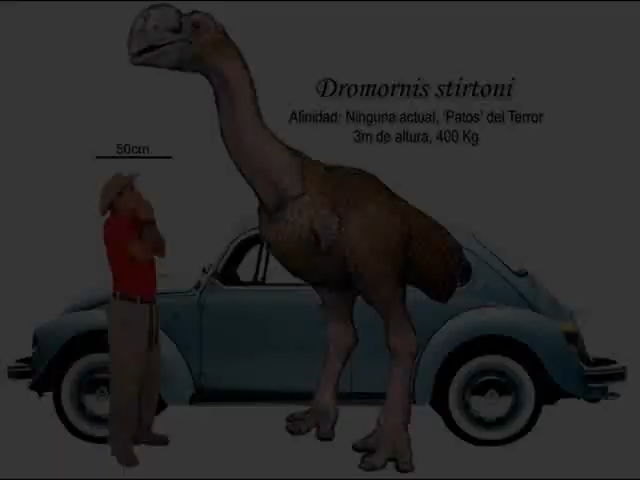 Dromornis stirtoni
Afinidad: Ninguna actual, 'Patos' del Terror
3m de altura, 400 Kg
50cm.